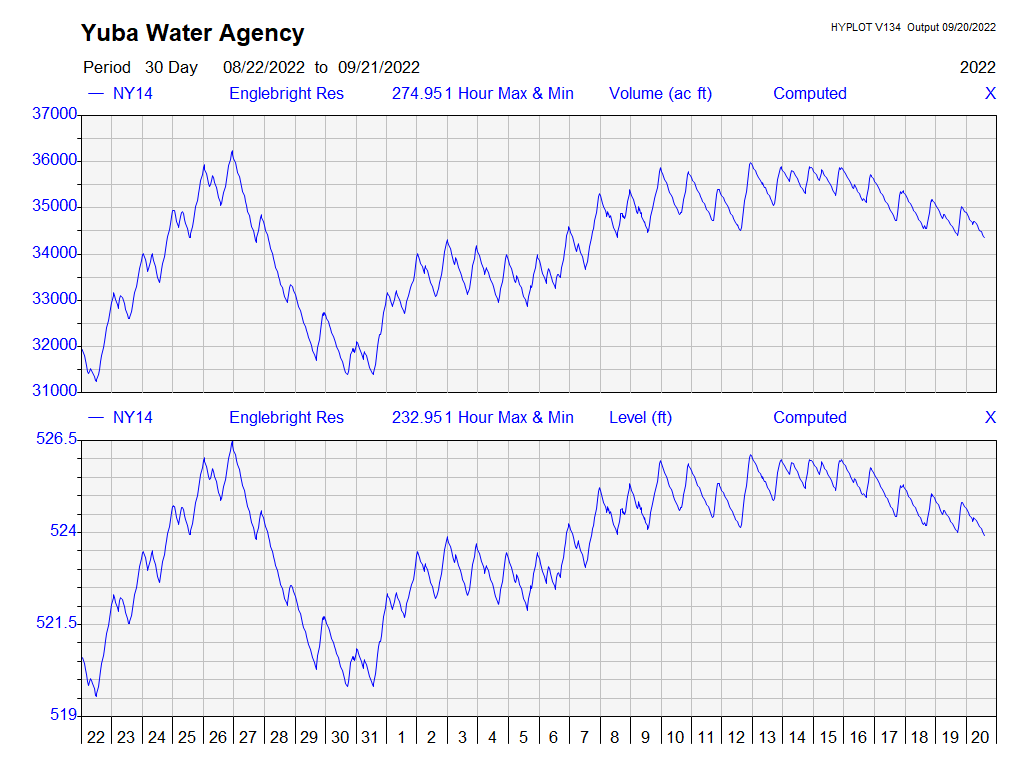 Yuba Water Agency
HYPLOT V134 Output 09/20/2022
Period 30 Day 08/22/2022 to 09/21/2022 2022
NY14 Englebright Res 274.951 Hour Max & Min Volume (ac ft) Computed X
37000
36000
35000
34000
33000
32000
31000
NY14 Englebright Res 232.951 Hour Max & Min Level (ft) Computed X
526.5
524
521.5
519
22 23 24 25 26 27 28 29 30 31 1 2 3 4 5 6 7 8 9 10 11 12 13 14 15 16 17 18 19 20